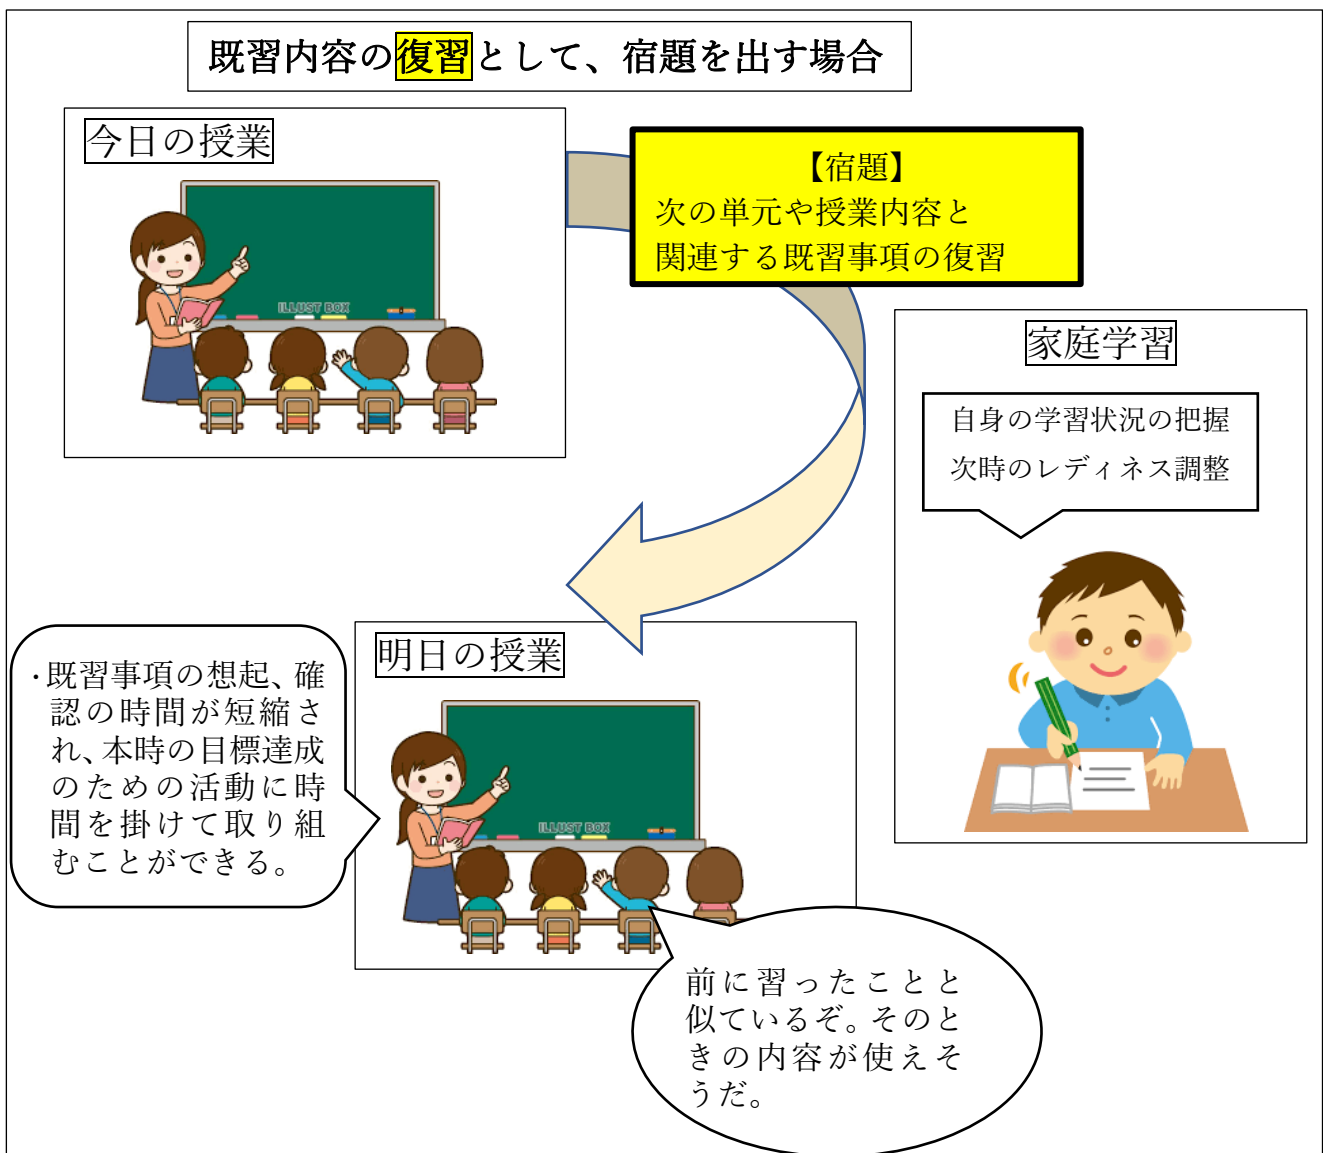 既習内容の復習として、宿題を出す場合
今日の授業
ILLUST BOX
【宿題】
次の単元や授業内容と
関連する既習事項の復習
家庭学習
自身の学習状況の把握
次時のレディネス調整
明日の授業
ILLUST BOX
・既習事項の想起、確
認の時間が短縮さ
れ、本時の目標達成
のための活動に時
間を掛けて取り組
むことができる。
前に習ったことと
似ているぞ。そのと
きの内容が使えそ
うだ。